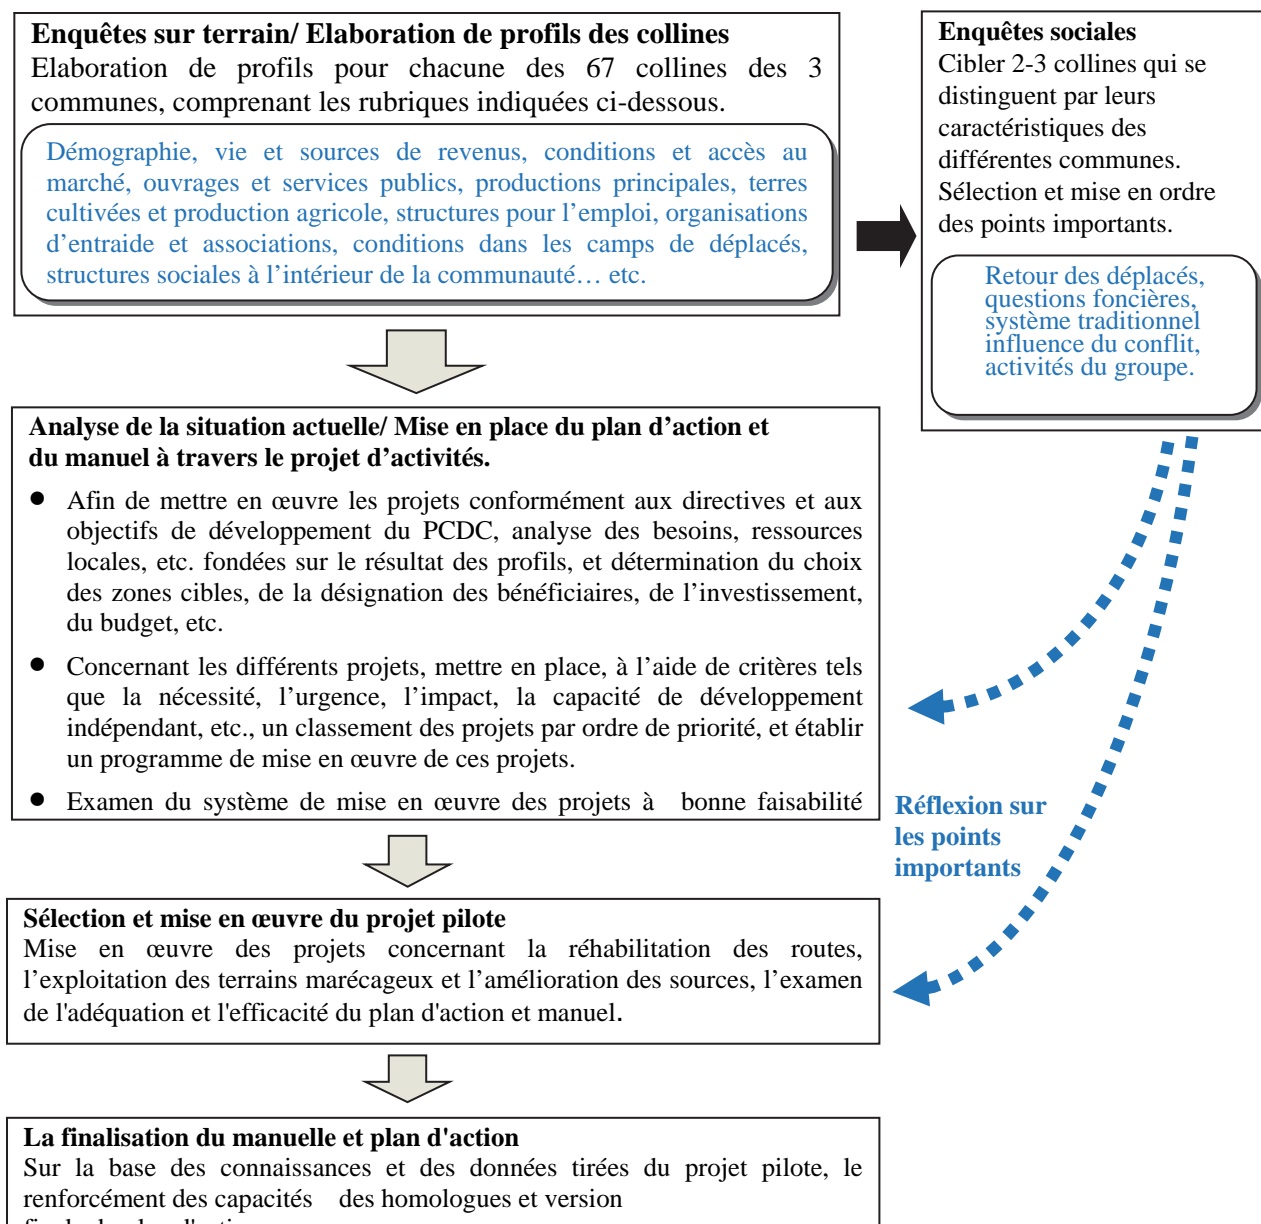 Enquêtes sur terrain/ Elaboration de profils des collines
Elaboration de profils pour chacune des 67 collines des 3
communes, comprenant les rubriques indiquées ci-dessous.
Démographie, vie et sources de revenus, conditions et accès au
marché, ouvrages et services publics, productions principales, terres
cultivées et production agricole, structures pour l’emploi, organisations
d’entraide et associations, conditions dans les camps de déplacés,
structures sociales à l’intérieur de la communauté… etc.
Enquêtes sociales
Cibler 2-3 collines qui se
distinguent par leurs
caractéristiques des
différentes communes.
Sélection et mise en ordre
des points importants.
Retour des déplacés,
questions foncières,
système traditionnel
influence du conflit,
activités du groupe.
Analyse de la situation actuelle/ Mise en place du plan d’action et
du manuel à travers le projet d’activités.
● Afin de mettre en œuvre les projets conformément aux directives et aux
objectifs de développement du PCDC, analyse des besoins, ressources
locales, etc. fondées sur le résultat des profils, et détermination du choix
des zones cibles, de la désignation des bénéficiaires, de l’investissement,
du budget, etc.
● Concernant les différents projets, mettre en place, à l’aide de critères tels
que la nécessité, l’urgence, l’impact, la capacité de développement
indépendant, etc., un classement des projets par ordre de priorité, et établir
un programme de mise en œuvre de ces projets.
● Examen du système de mise en œuvre des projets à bonne faisabilité
Réflexion sur
les points
importants
Sélection et mise en œuvre du projet pilote
Mise en œuvre des projets concernant la réhabilitation des routes,
l’exploitation des terrains marécageux et l’amélioration des sources, l’examen
de l'adéquation et l'efficacité du plan d'action et manuel.
La finalisation du manuelle et plan d'action
Sur la base des connaissances et des données tirées du projet pilote, le
renforcément des capacités des homologues et version